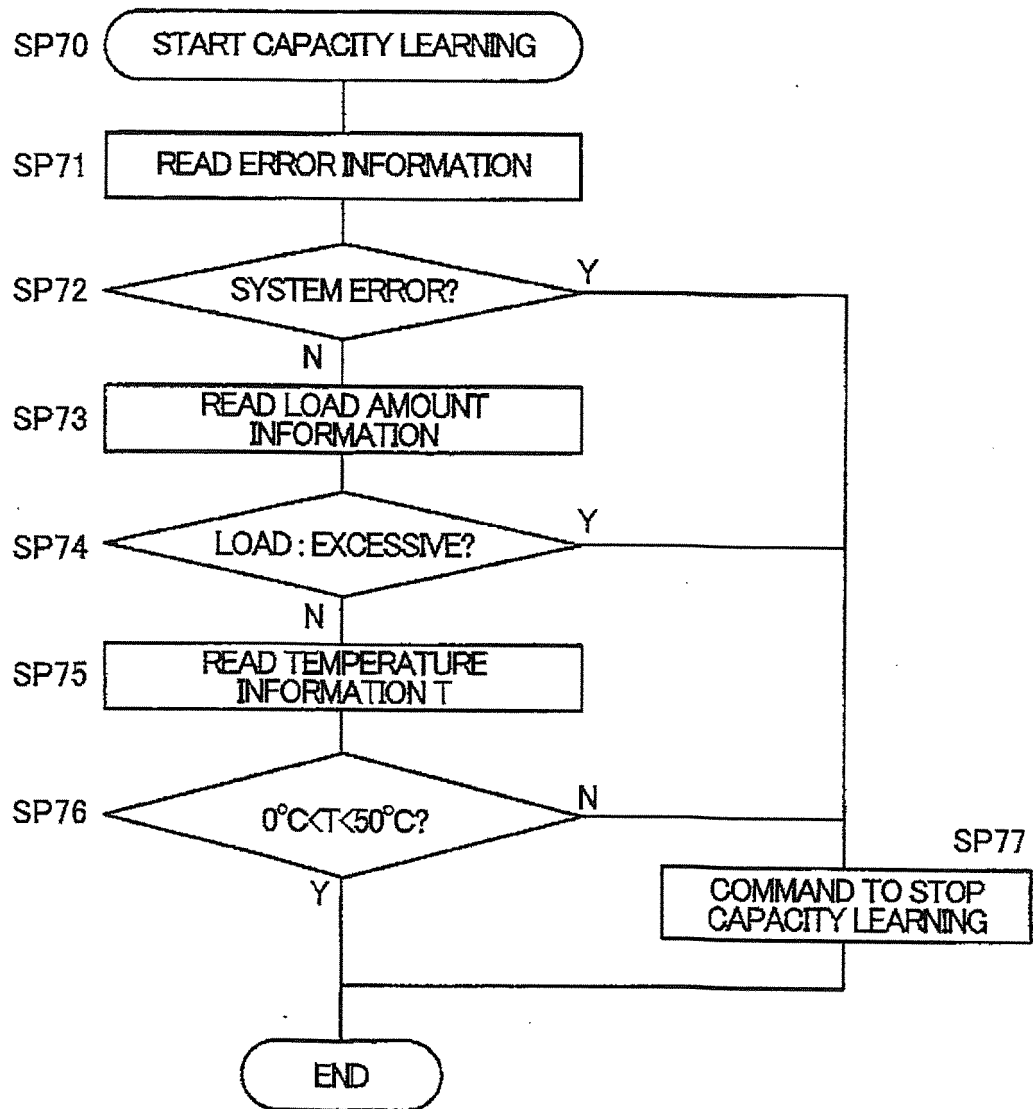 SP70
START CAPACITY LEARNING
SP71
READ ERROR INFORMATION
SP72
SYSTEM ERROR?
Y
N
SP73
READ LOAD AMOUNT
INFORMATION
SP74
LOAD : EXCESSIVE?
Y
N
SP75
READ TEMPERATURE
INFORMATION T
SP76
0°C<T<50°C?
N
Y
SP77
COMMAND TO STOP
CAPACITY LEARNING
END